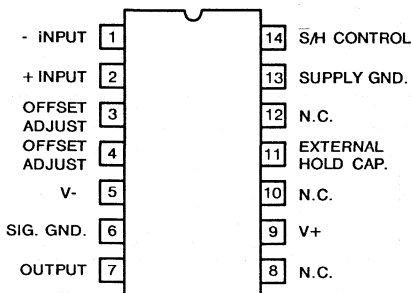 - iNPUT 1
14 S̅/H CONTROL
+ INPUT 2
13 SUPPLY GND.
OFFSET
ADJUST 3
12 N.C.
OFFSET
ADJUST 4
11 EXTERNAL
HOLD CAP.
V- 5
10 N.C.
SIG. GND. 6
9 V+
OUTPUT 7
8 N.C.